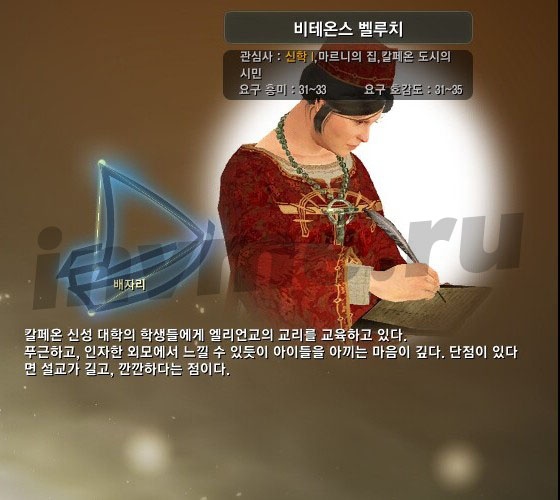 비테온스 벨루치
관심사 : 신학 I,마르니의 집,칼페온 도시의
시민
요구 흥미 : 31~33 요구 호감도 : 31~35
배자리
칼페온 신성 대학의 학생들에게 엘리언교의 교리를 교육하고 있다.
푸근하고, 인자한 외모에서 느낄 수 있듯이 아이들을 아끼는 마음이 깊다. 단점이 있다
면 설교가 길고, 깐깐하다는 점이다.